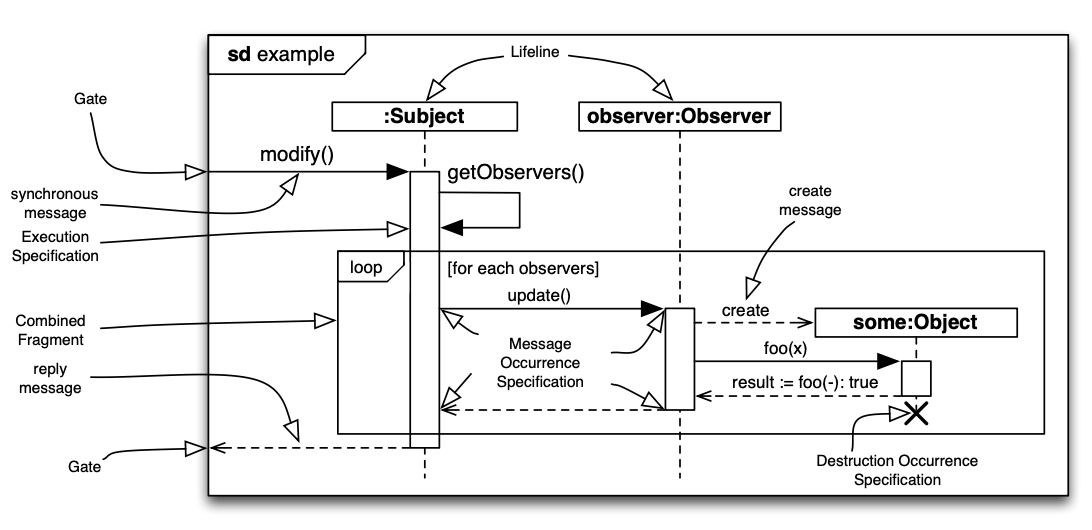 sd example
Lifeline
Gate
:Subject
observer:Observer
modify()
getObservers()
synchronous
message
create
message
Execution
Specification
loop
[for each observers]
update()
create
some:Object
Combined
Fragment
Message
Occurrence
Specification
foo(x)
reply
message
result := foo(-): true
Gate
Destruction Occurrence
Specification